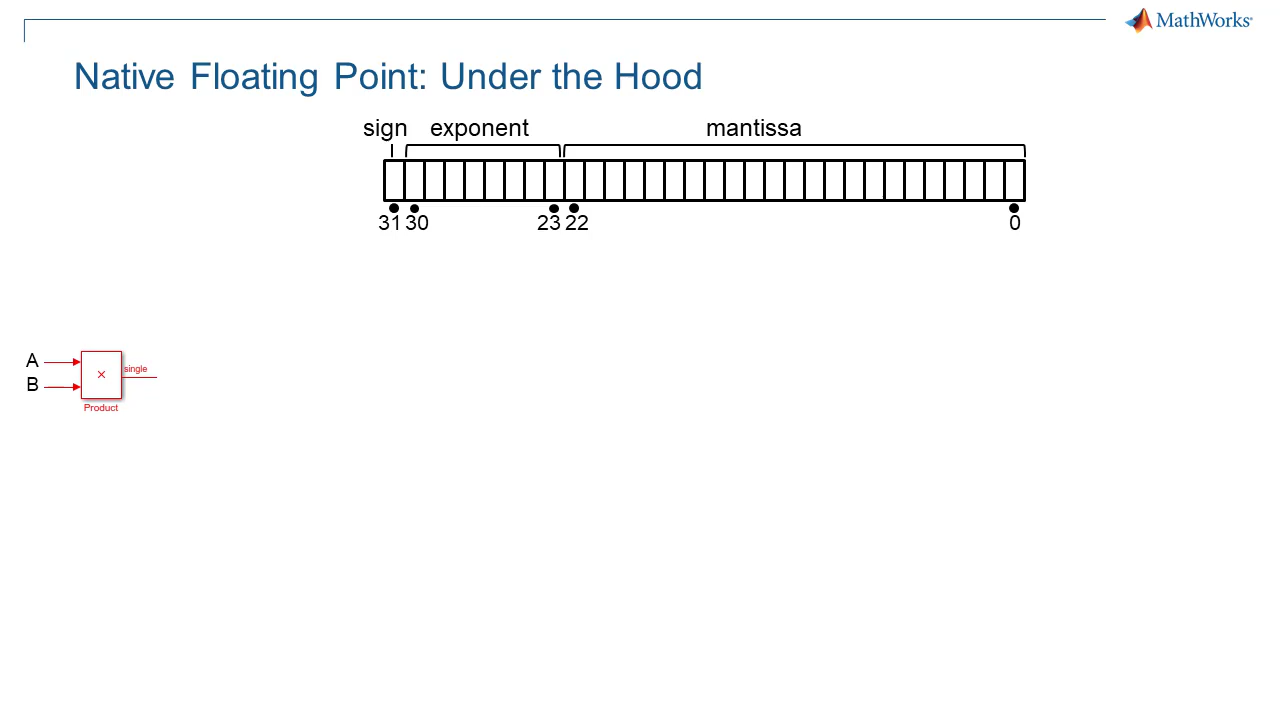 MathWorks®
Native Floating Point: Under the Hood
sign exponent mantissa
31 30 23 22 0
A
single
×
B
Product